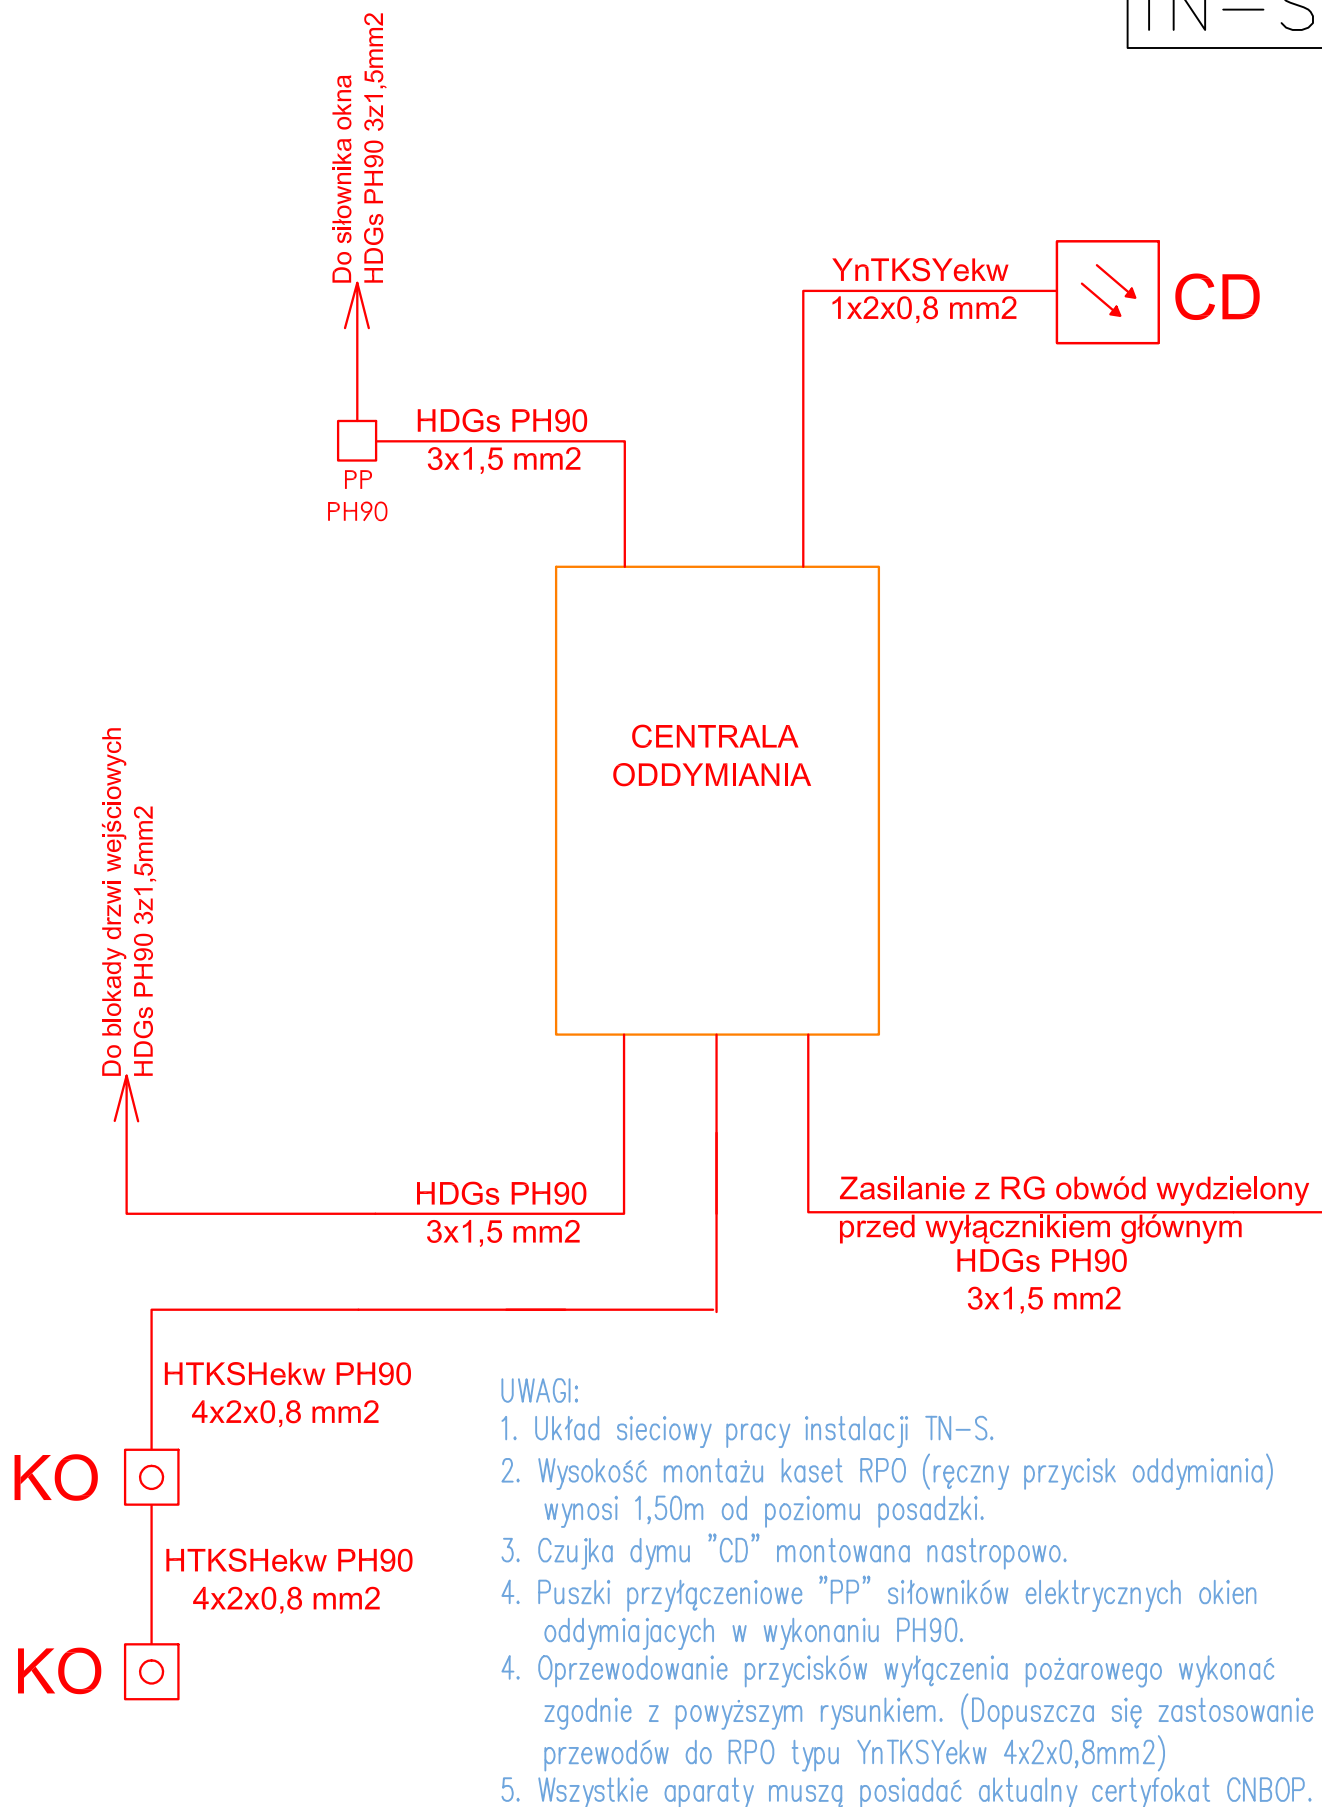 TN-S
Do siłownika okna
HDGs PH90 3z1,5mm2
YnTKSYekw
1x2x0,8 mm2
CD
HDGs PH90
3x1,5 mm2
PP
PH90
CENTRALA
ODDYMIANIA
Do blokady drzwi wejściowych
HDGs PH90 3z1,5mm2
HDGs PH90
3x1,5 mm2
Zasilanie z RG obwód wydzielony
przed wyłącznikiem głównym
HDGs PH90
3x1,5 mm2
HTKSHekw PH90
4x2x0,8 mm2
KO
HTKSHekw PH90
4x2x0,8 mm2
KO
UWAGI:
1. Układ sieciowy pracy instalacji TN-S.
2. Wysokość montażu kaset RPO (ręczny przycisk oddymiania)
wynosi 1,50m od poziomu posadzki.
3. Czujka dymu "CD" montowana nastropowo.
4. Puszki przyłączeniowe "PP" siłowników elektrycznych okien
oddymiajacych w wykonaniu PH90.
4. Oprzewodowanie przycisków wyłączenia pożarowego wykonać
zgodnie z powyższym rysunkiem. (Dopuszcza się zastosowanie
przewodów do RPO typu YnTKSYekw 4x2x0,8mm2)
5. Wszystkie aparaty muszą posiadać aktualny certyfokat CNBOP.